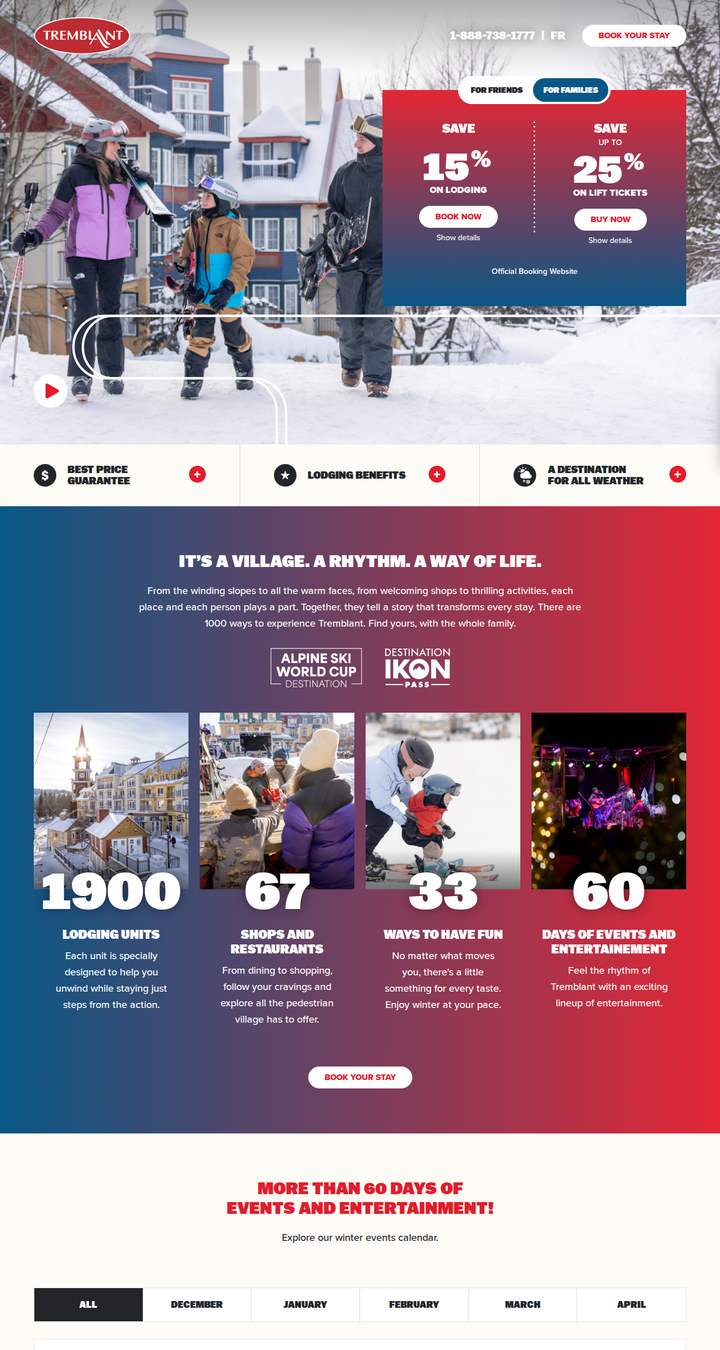 TREMBLANT
1-888-738-1777 | FR
BOOK YOUR STAY
FOR FRIENDS
FOR FAMILIES
SAVE
15%
ON LODGING
BOOK NOW
Show details
SAVE
UP TO
25%
ON LIFT TICKETS
BUY NOW
Show details
Official Booking Website
BEST PRICE
GUARANTEE
LODGING BENEFITS
A DESTINATION
FOR ALL WEATHER
IT'S A VILLAGE. A RHYTHM. A WAY OF LIFE.
From the winding slopes to all the warm faces, from welcoming shops to thrilling activities, each
place and each person plays a part. Together, they tell a story that transforms every stay. There are
1000 ways to experience Tremblant. Find yours, with the whole family.
ALPINE SKI
WORLD CUP
DESTINATION
DESTINATION
IKON
PASS
1900
LODGING UNITS
Each unit is specially
designed to help you
unwind while staying just
steps from the action.
67
SHOPS AND
RESTAURANTS
From dining to shopping,
follow your cravings and
explore all the pedestrian
village has to offer.
33
WAYS TO HAVE FUN
No matter what moves
you, there's a little
something for every taste.
Enjoy winter at your pace.
60
DAYS OF EVENTS AND
ENTERTAINEMENT
Feel the rhythm of
Tremblant with an exciting
lineup of entertainment.
BOOK YOUR STAY
MORE THAN 60 DAYS OF
EVENTS AND ENTERTAINMENT!
Explore our winter events calendar.
ALL
DECEMBER
JANUARY
FEBRUARY
MARCH
APRIL